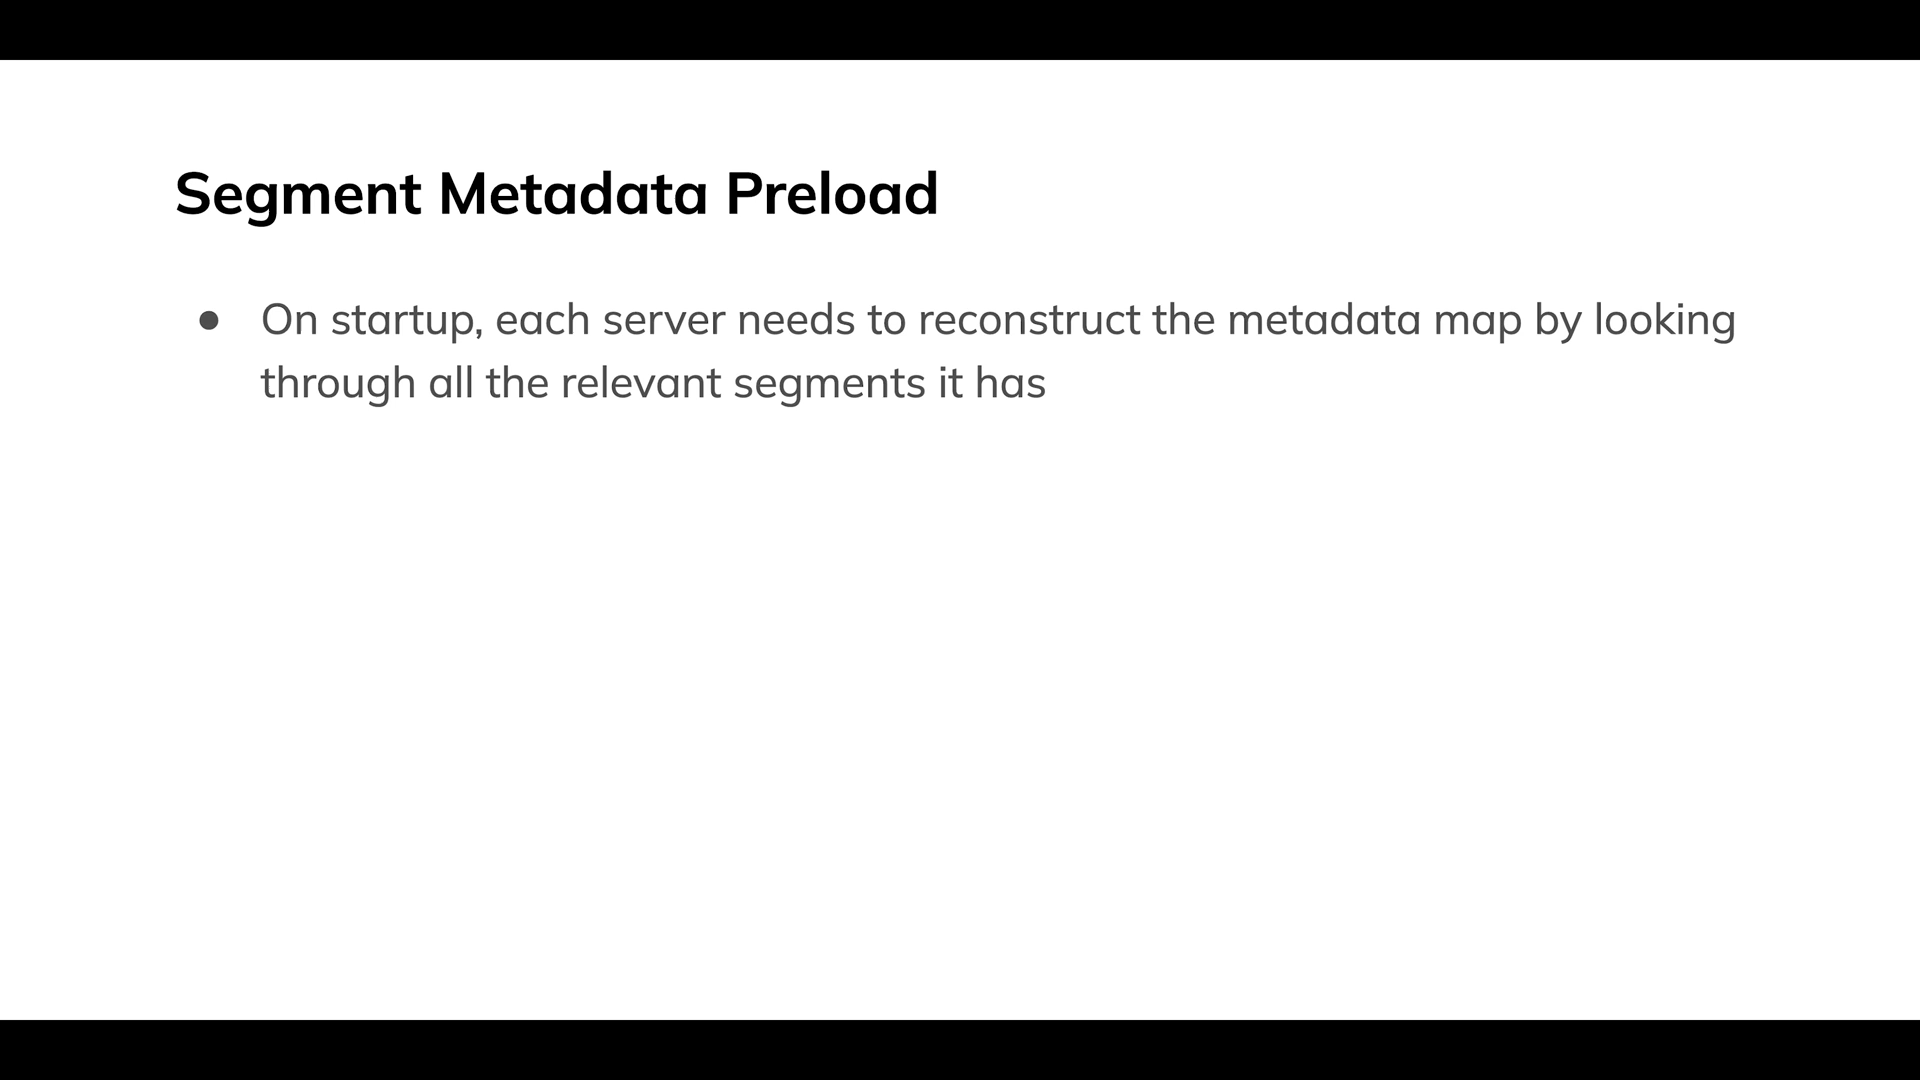 Segment Metadata Preload
● On startup, each server needs to reconstruct the metadata map by looking
through all the relevant segments it has